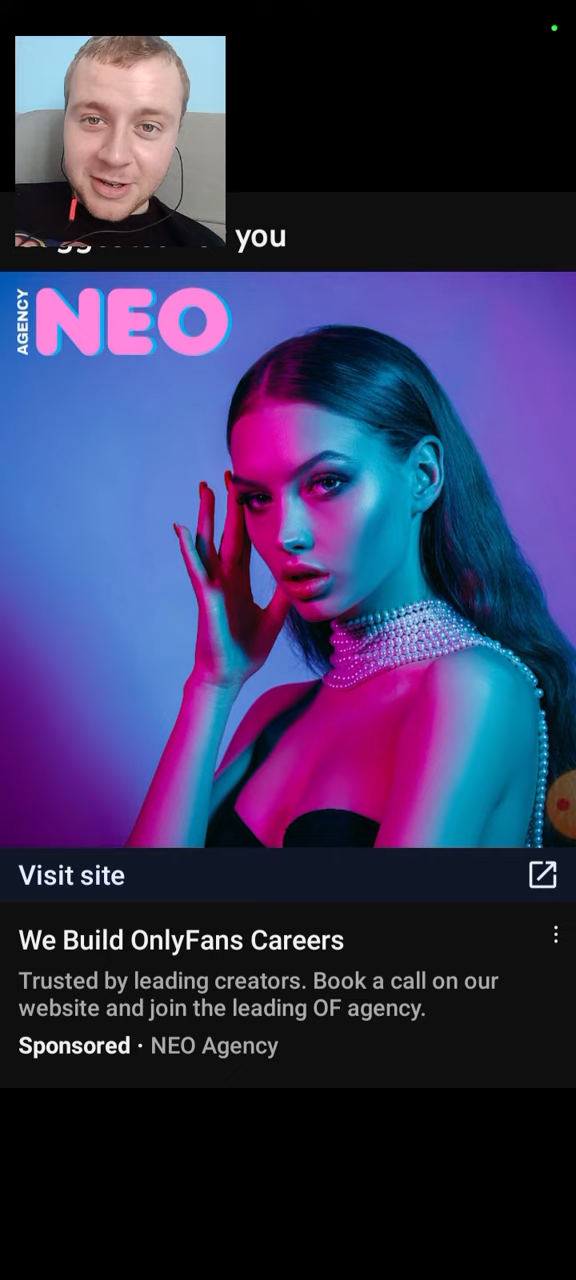 you
AGENCY
NEO
Visit site
We Build OnlyFans Careers
Trusted by leading creators. Book a call on our
website and join the leading OF agency.
Sponsored · NEO Agency